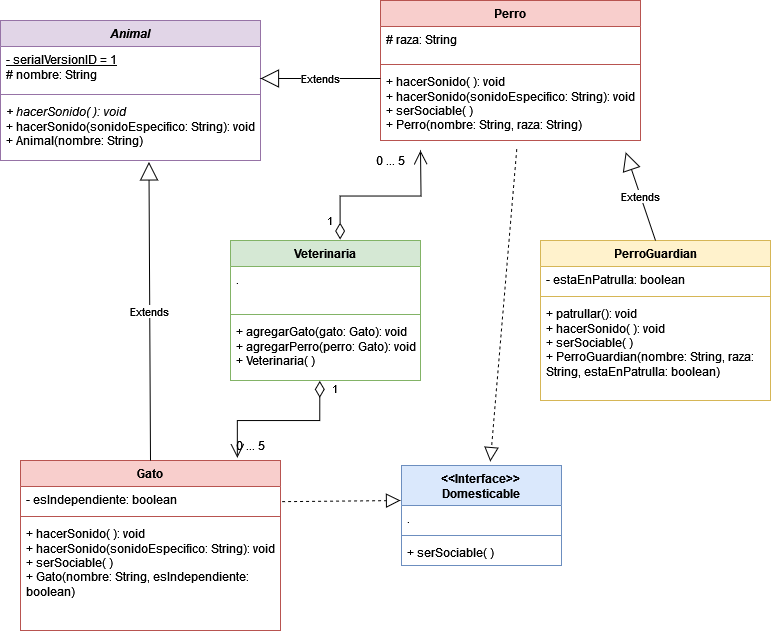 Animal
- serialVersionID = 1
# nombre: String
+ hacerSonido( ): void
+ hacerSonido(sonidoEspecifico: String): void
+ Animal(nombre: String)
Extends
Perro
# raza: String
+ hacerSonido( ): void
+ hacerSonido(sonidoEspecifico: String): void
+ serSociable( )
+ Perro(nombre: String, raza: String)
0 ... 5
1
Extends
Veterinaria
.
+ agregarGato(gato: Gato): void
+ agregarPerro(perro: Gato): void
+ Veterinaria( )
1
0 ... 5
PerroGuardian
- estaEnPatrulla: boolean
+ patrullar(): void
+ hacerSonido( ): void
+ serSociable( )
+ PerroGuardian(nombre: String, raza:
String, estaEnPatrulla: boolean)
Extends
Gato
- esIndependiente: boolean
+ hacerSonido( ): void
+ hacerSonido(sonidoEspecifico: String): void
+ serSociable( )
+ Gato(nombre: String, esIndependiente:
boolean)
<<Interface>>
Domesticable
.
+ serSociable( )